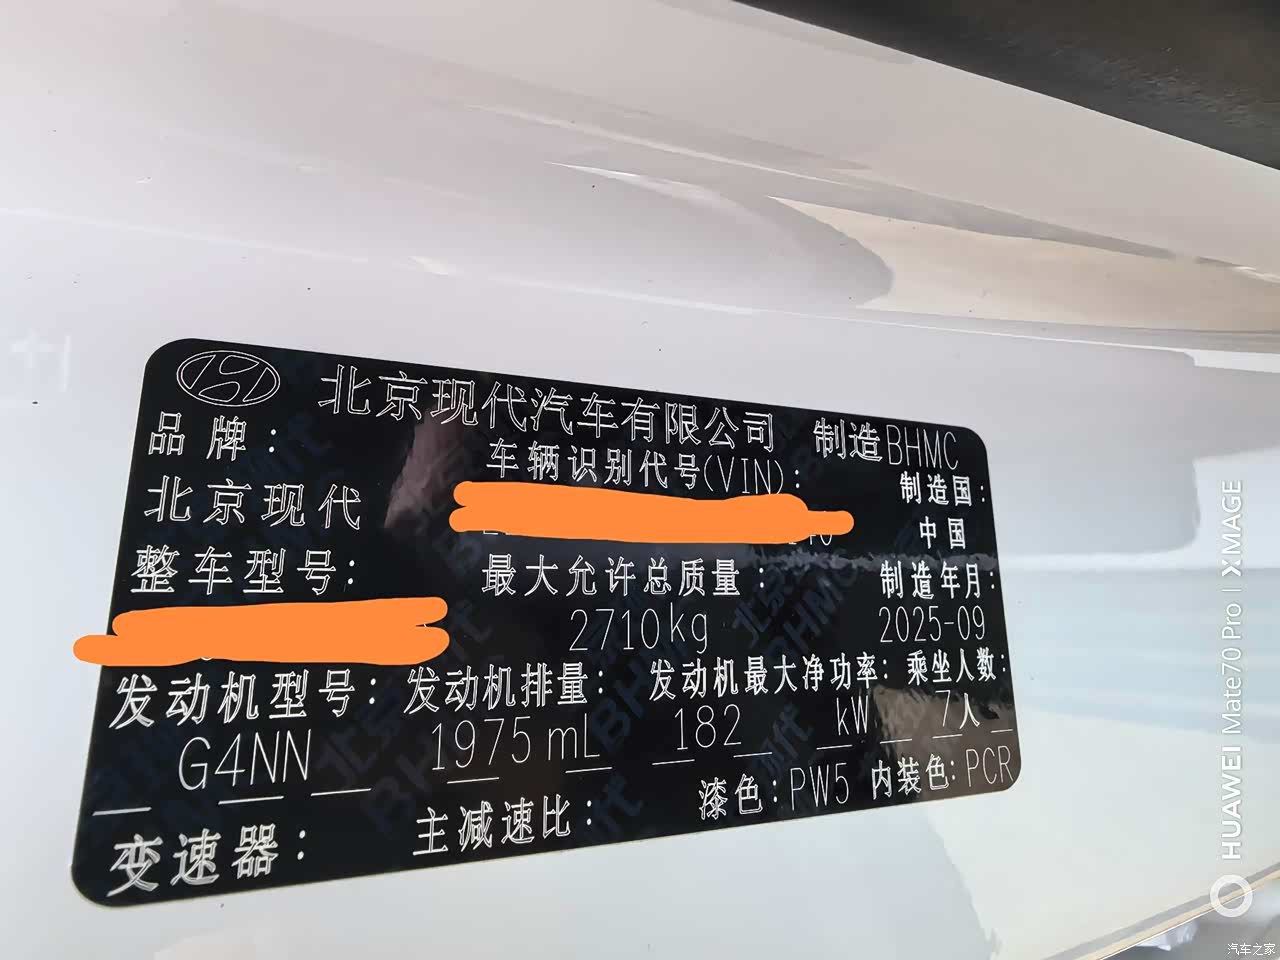 北京现代汽车有限公司 制造BHMC
品牌： 车辆识别代号(VIN)： 制造国：
北京现代 中国
整车型号： 最大允许总质量： 制造年月：
2710kg 2025-09
发动机型号： 发动机排量： 发动机最大净功率： 乘坐人数：
G4NN 1975mL 182 kW 7人
变速器： 主减速比： 漆色：PW5 内装色：PCR
HUAWEI Mate70 Pro | XMAGE
汽车之家